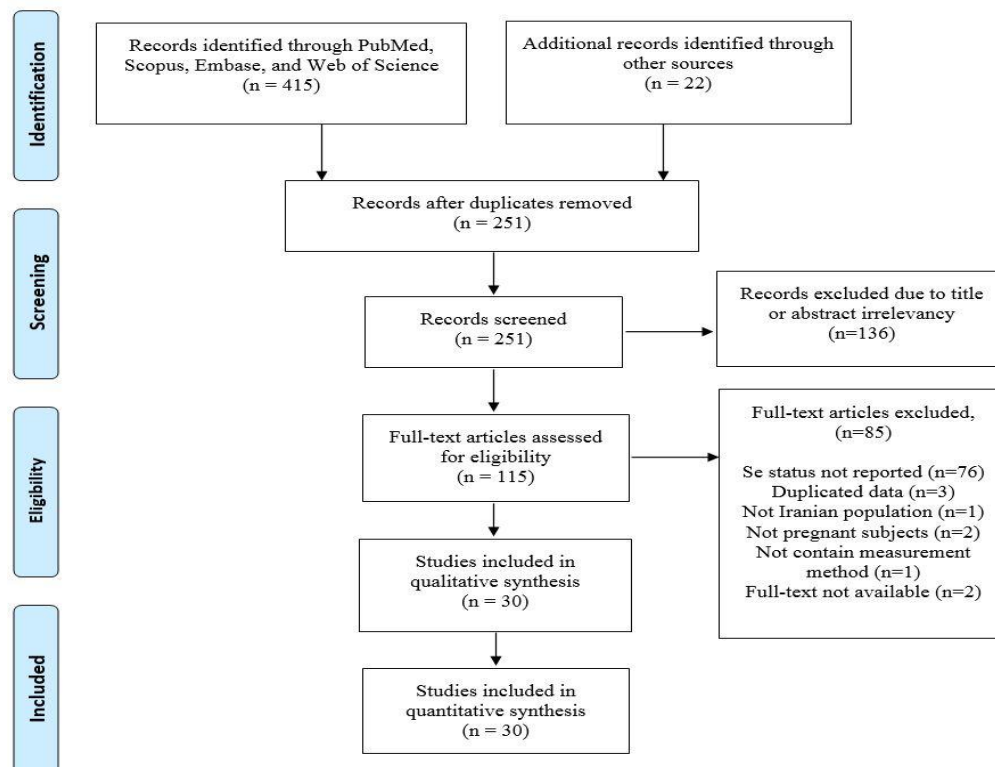 Identification
Records identified through PubMed,
Scopus, Embase, and Web of Science
(n = 415)
Additional records identified through
other sources
(n = 22)
Records after duplicates removed
(n = 251)
Screening
Records screened
(n = 251)
Records excluded due to title
or abstract irrelevancy
(n=136)
Eligibility
Full-text articles assessed
for eligibility
(n = 115)
Full-text articles excluded,
(n=85)
Se status not reported (n=76)
Duplicated data (n=3)
Not Iranian population (n=1)
Not pregnant subjects (n=2)
Not contain measurement
method (n=1)
Full-text not available (n=2)
Studies included in
qualitative synthesis
(n = 30)
Included
Studies included in
quantitative synthesis
(n = 30)